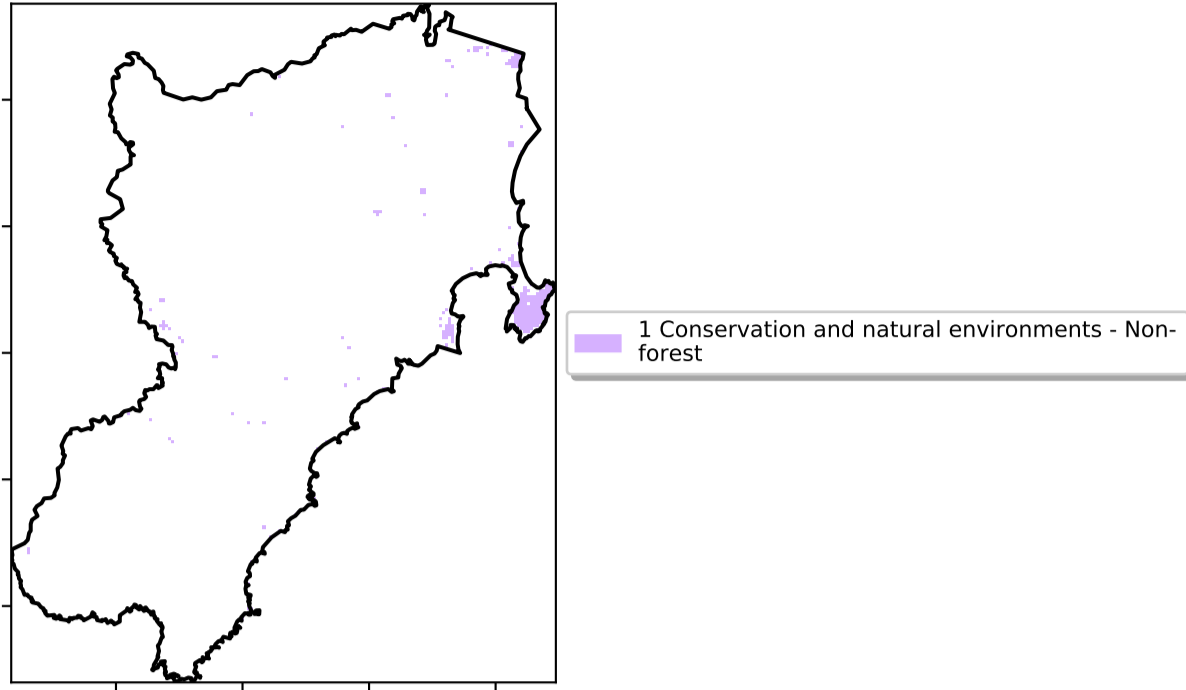 1 Conservation and natural environments - Non-
forest